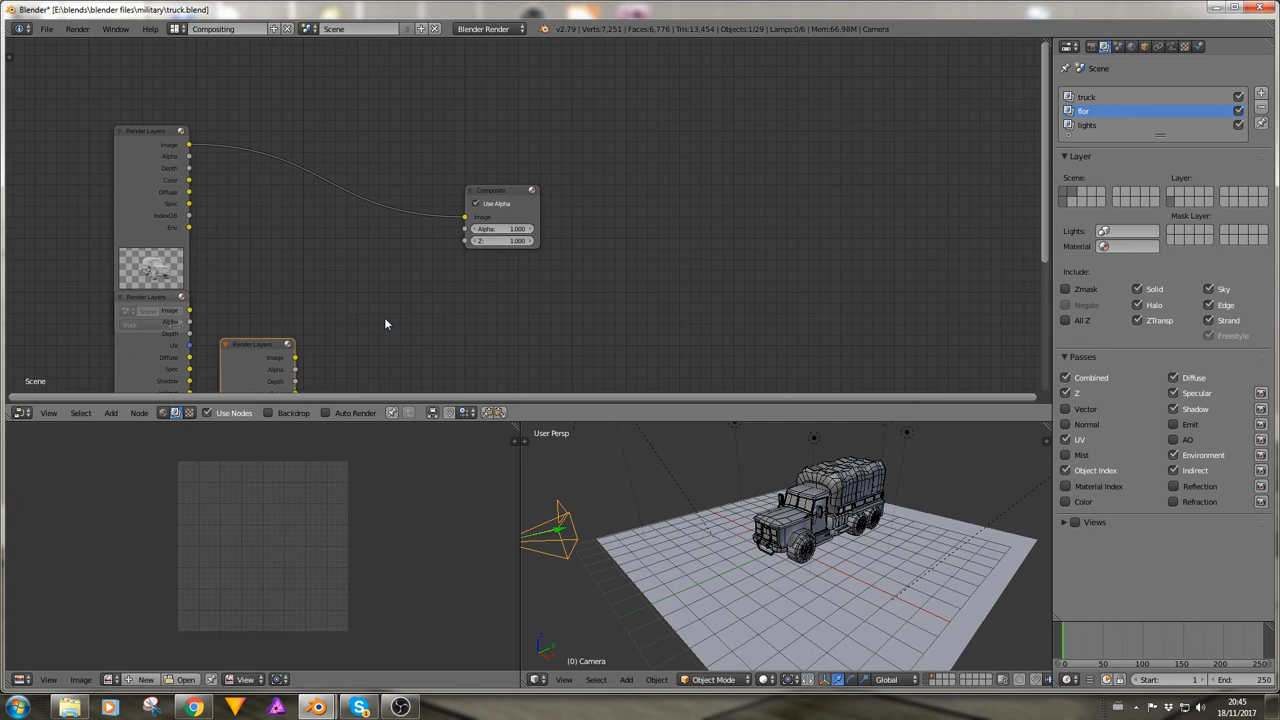 Blender* [E:\blends\blender files\military\truck.blend]
File Render Window Help Compositing Scene 3 Blender Render v2.79 | Verts:7,251 | Faces:6,776 | Tris:13,454 | Objects:1/29 | Lamps:0/6 | Mem:66.98M | Camera
Scene
truck
flor
lights
Layer
Scene: Layer:
Mask Layer:
Lights:
Material
Include:
Zmask Solid Sky
Negate Halo Edge
All Z ZTransp Strand
Freestyle
Passes
Combined Diffuse
Z Specular
Vector Shadow
Normal Emit
UV AO
Mist Environment
Object Index Indirect
Material Index Reflection
Color Refraction
Views
Render Layers
Image
Alpha
Depth
Color
Diffuse
Spec
Shadow
IndexOB
Env
Composite
Use Alpha
Image
Alpha: 1.000
Z: 1.000
Render Layers
Scene
Image
truck
Alpha
Depth
UV
Diffuse
Spec
Shadow
Render Layers
Image
Alpha
Depth
Scene
View Select Add Node Use Nodes Backdrop Auto Render
User Persp
(0) Camera
View Image New Open View
View Select Add Object Object Mode Global
0 50 100 150 200 250
Start: 1 End: 250
20:45
18/11/2017